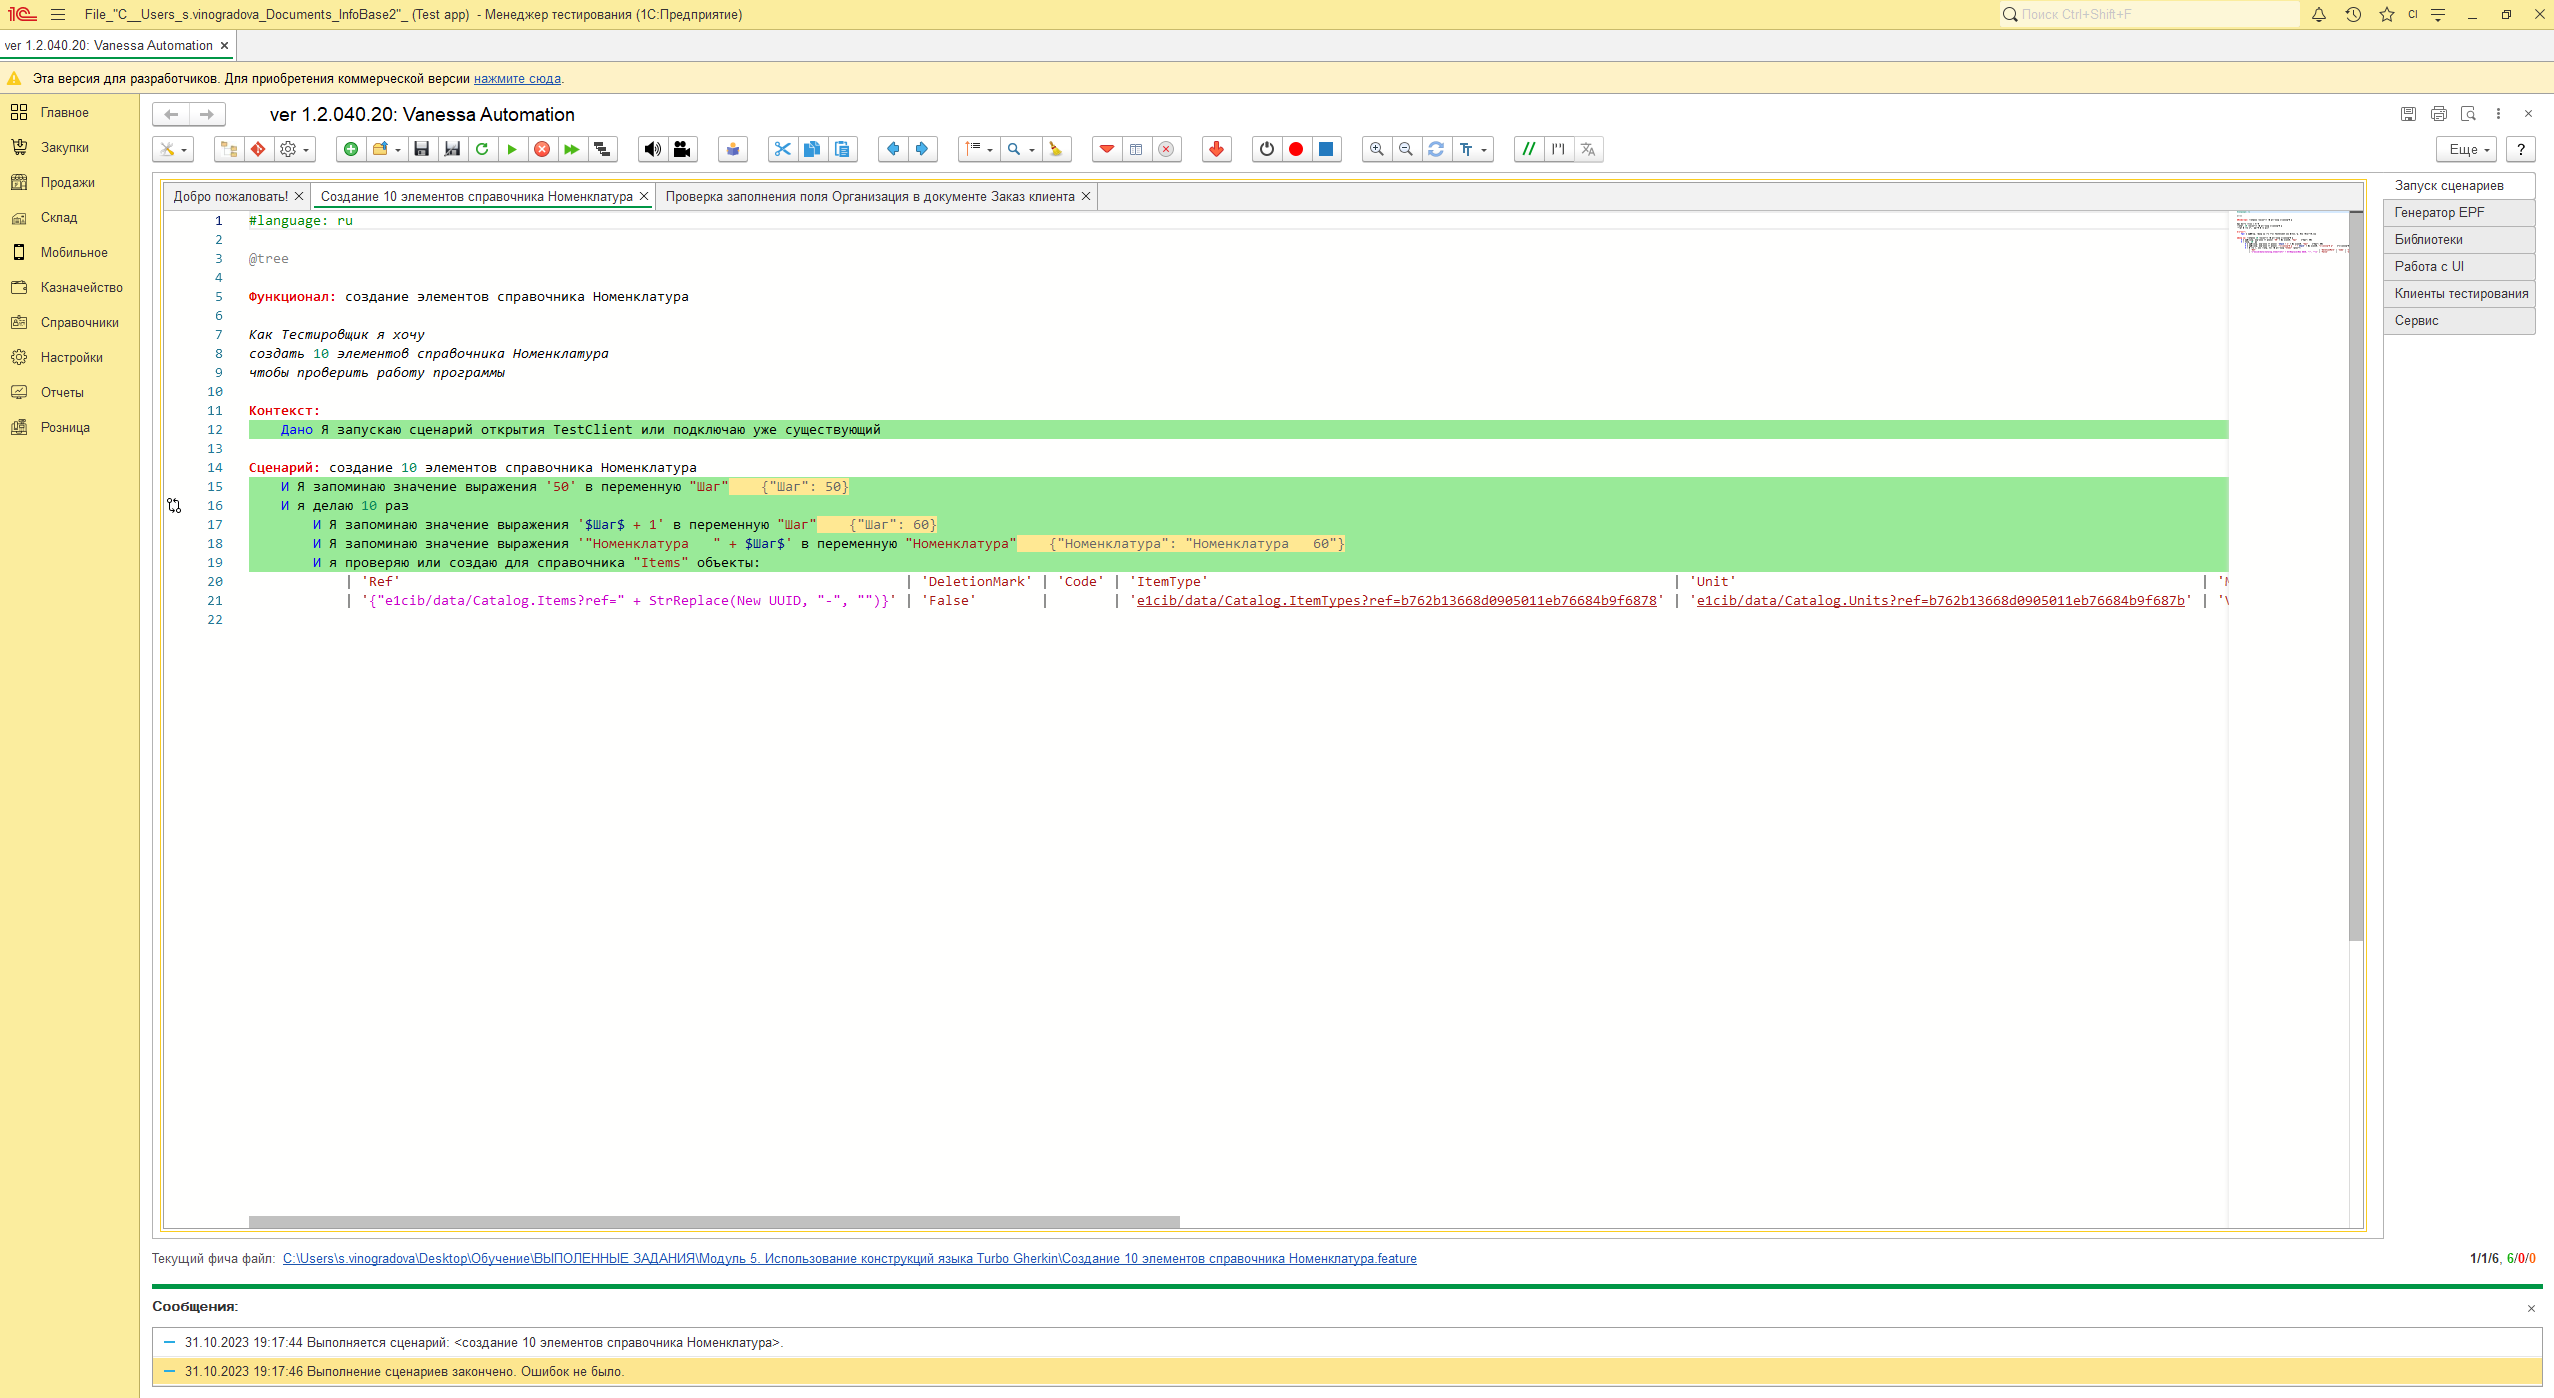 File_"C__Users_s.vinogradova_Documents_InfoBase2"_ (Test app) - Менеджер тестирования (1С:Предприятие)
Поиск Ctrl+Shift+F
CI
ver 1.2.040.20: Vanessa Automation
Эта версия для разработчиков. Для приобретения коммерческой версии нажмите сюда.
Главное
Закупки
Продажи
Склад
Мобильное
Казначейство
Справочники
Настройки
Отчеты
Розница
ver 1.2.040.20: Vanessa Automation
Еще
?
Добро пожаловать!
Создание 10 элементов справочника Номенклатура
Проверка заполнения поля Организация в документе Заказ клиента
Запуск сценариев
Генератор EPF
Библиотеки
Работа с UI
Клиенты тестирования
Сервис
1 #language: ru
2
3 @tree
4
5 Функционал: создание элементов справочника Номенклатура
6
7 Как Тестировщик я хочу
8 создать 10 элементов справочника Номенклатура
9 чтобы проверить работу программы
10
11 Контекст:
12 Дано Я запускаю сценарий открытия TestClient или подключаю уже существующий
13
14 Сценарий: создание 10 элементов справочника Номенклатура
15 И Я запоминаю значение выражения '50' в переменную "Шаг" {"Шаг": 50}
16 И я делаю 10 раз
17 И Я запоминаю значение выражения '$Шаг$ + 1' в переменную "Шаг" {"Шаг": 60}
18 И Я запоминаю значение выражения '"Номенклатура   " + $Шаг$' в переменную "Номенклатура" {"Номенклатура": "Номенклатура   60"}
19 И я проверяю или создаю для справочника "Items" объекты:
20 | 'Ref' | 'DeletionMark' | 'Code' | 'ItemType' | 'Unit' |
21 | '{"e1cib/data/Catalog.Items?ref=" + StrReplace(New UUID, "-", "")}' | 'False' | | 'e1cib/data/Catalog.ItemTypes?ref=b762b13668d0905011eb76684b9f6878' | 'e1cib/data/Catalog.Units?ref=b762b13668d0905011eb76684b9f687b' |
22
Текущий фича файл: C:\Users\s.vinogradova\Desktop\Обучение\ВЫПОЛЕННЫЕ ЗАДАНИЯ\Модуль 5. Использование конструкций языка Turbo Gherkin\Создание 10 элементов справочника Номенклатура.feature
1/1/6, 6/0/0
Сообщения:
31.10.2023 19:17:44 Выполняется сценарий: <создание 10 элементов справочника Номенклатура>.
31.10.2023 19:17:46 Выполнение сценариев закончено. Ошибок не было.